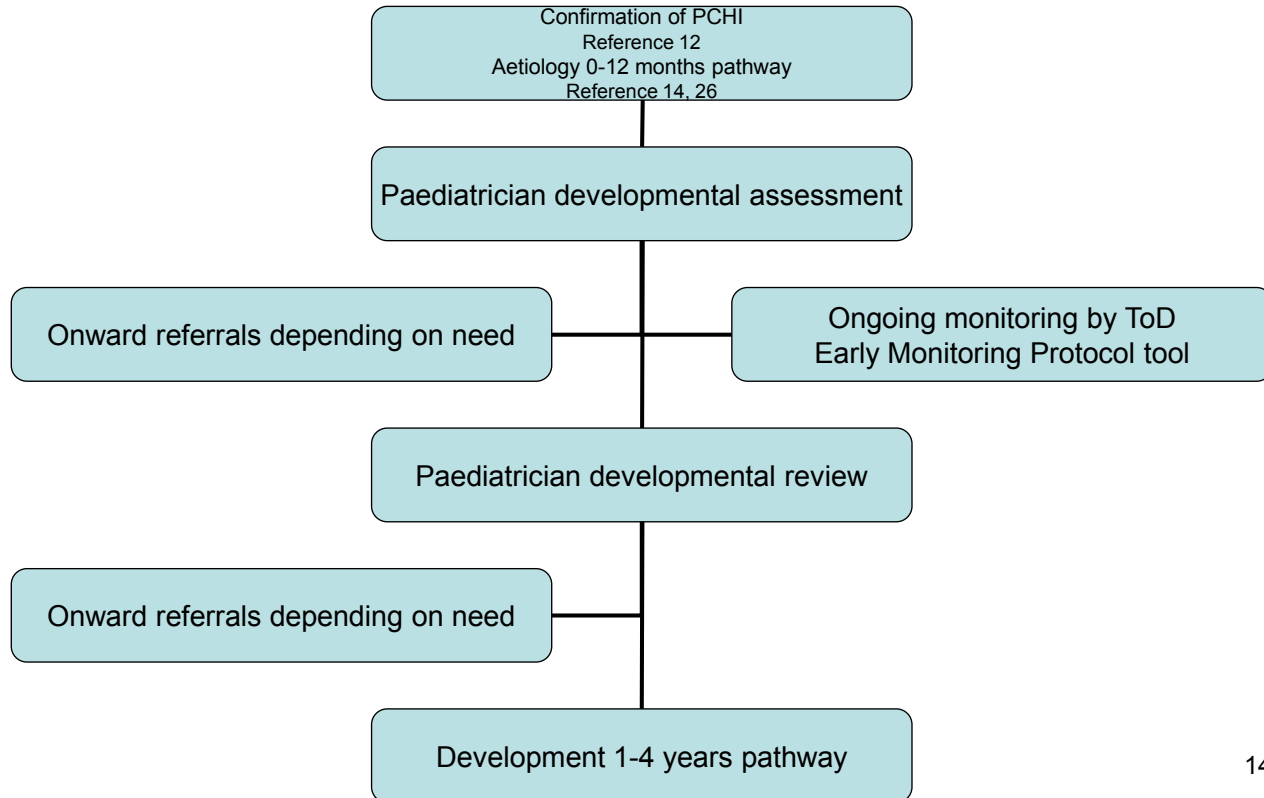 Confirmation of PCHI
Reference 12
Aetiology 0-12 months pathway
Reference 14, 26
Paediatrician developmental assessment
Onward referrals depending on need
Ongoing monitoring by ToD
Early Monitoring Protocol tool
Paediatrician developmental review
Onward referrals depending on need
Development 1-4 years pathway
14